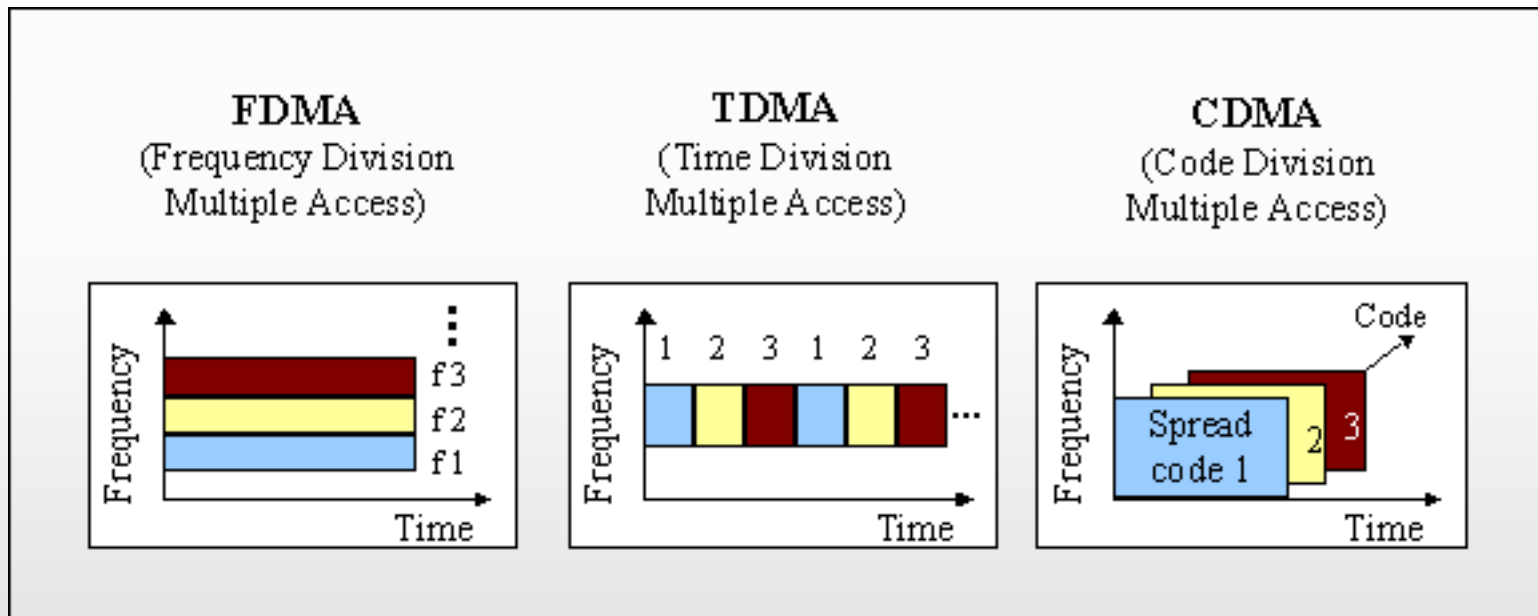 FDMA
(Frequency Division
Multiple Access)
Frequency
f3
f2
f1
Time
TDMA
(Time Division
Multiple Access)
Frequency
1 2 3 1 2 3
...
Time
CDMA
(Code Division
Multiple Access)
Frequency
Code
Spread
code 1
2
3
Time